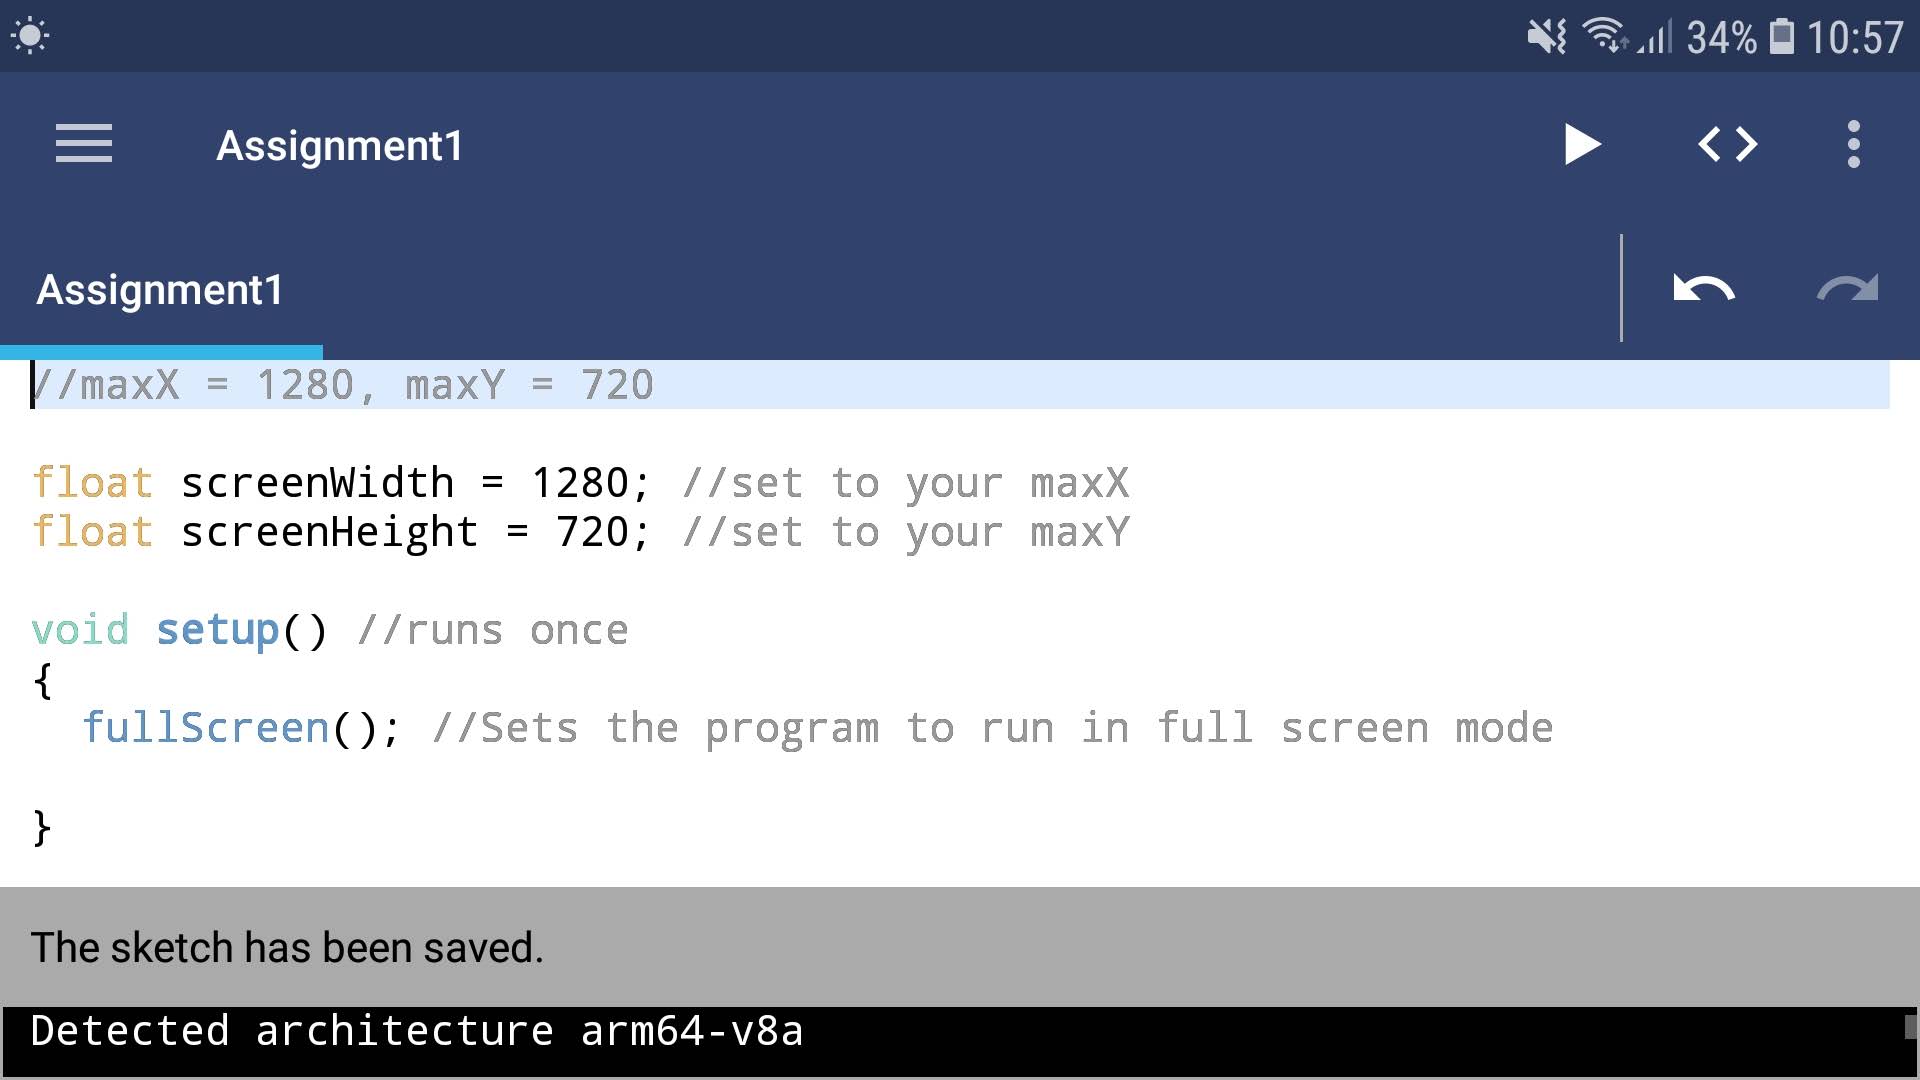 34% 10:57
Assignment1
Assignment1
//maxX = 1280, maxY = 720
float screenWidth = 1280; //set to your maxX
float screenHeight = 720; //set to your maxY
void setup() //runs once
{
fullScreen(); //Sets the program to run in full screen mode
}
The sketch has been saved.
Detected architecture arm64-v8a